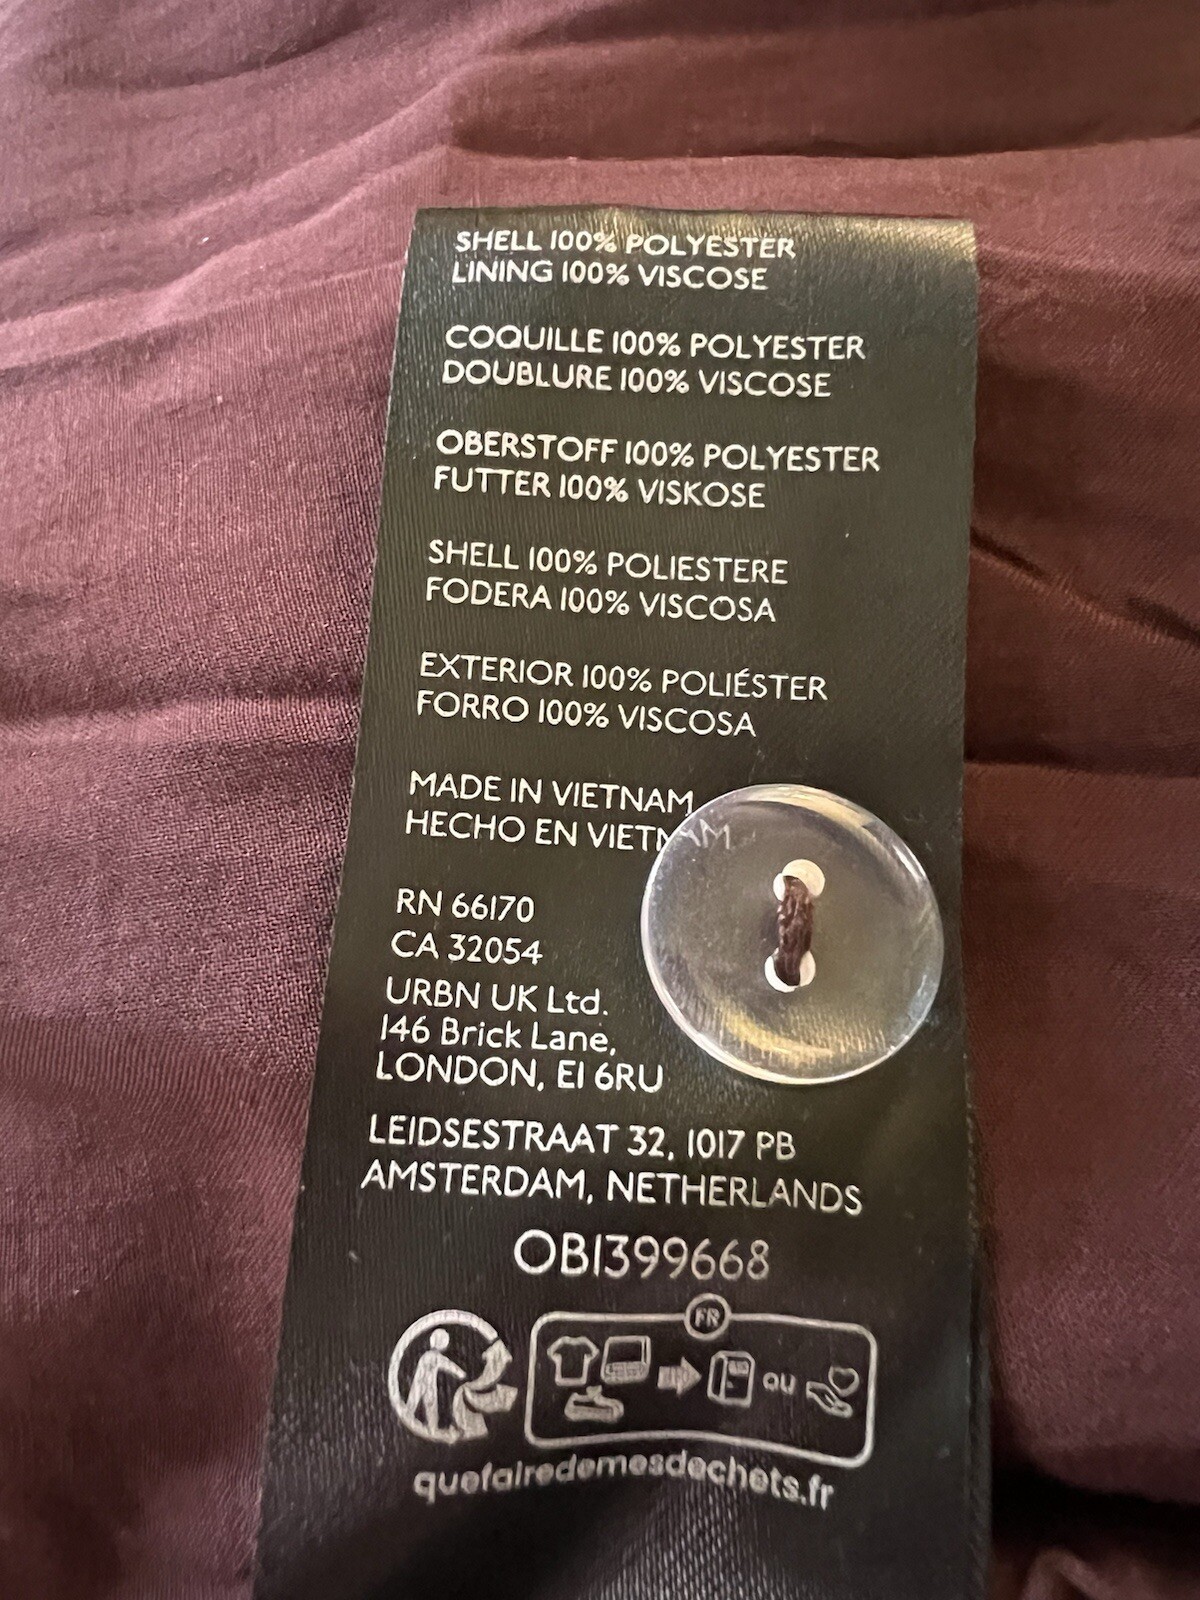 SHELL 100% POLYESTER
LINING 100% VISCOSE
COQUILLE 100% POLYESTER
DOUBLURE 100% VISCOSE
OBERSTOFF 100% POLYESTER
FUTTER 100% VISKOSE
SHELL 100% POLIESTERE
FODERA 100% VISCOSA
EXTERIOR 100% POLIÉSTER
FORRO 100% VISCOSA
MADE IN VIETNAM
HECHO EN VIETNAM
RN 66170
CA 32054
URBN UK Ltd.
146 Brick Lane,
LONDON, E1 6RU
LEIDSESTRAAT 32, 1017 PB
AMSTERDAM, NETHERLANDS
OB1399668
FR
ou
quefairedemesdechets.fr